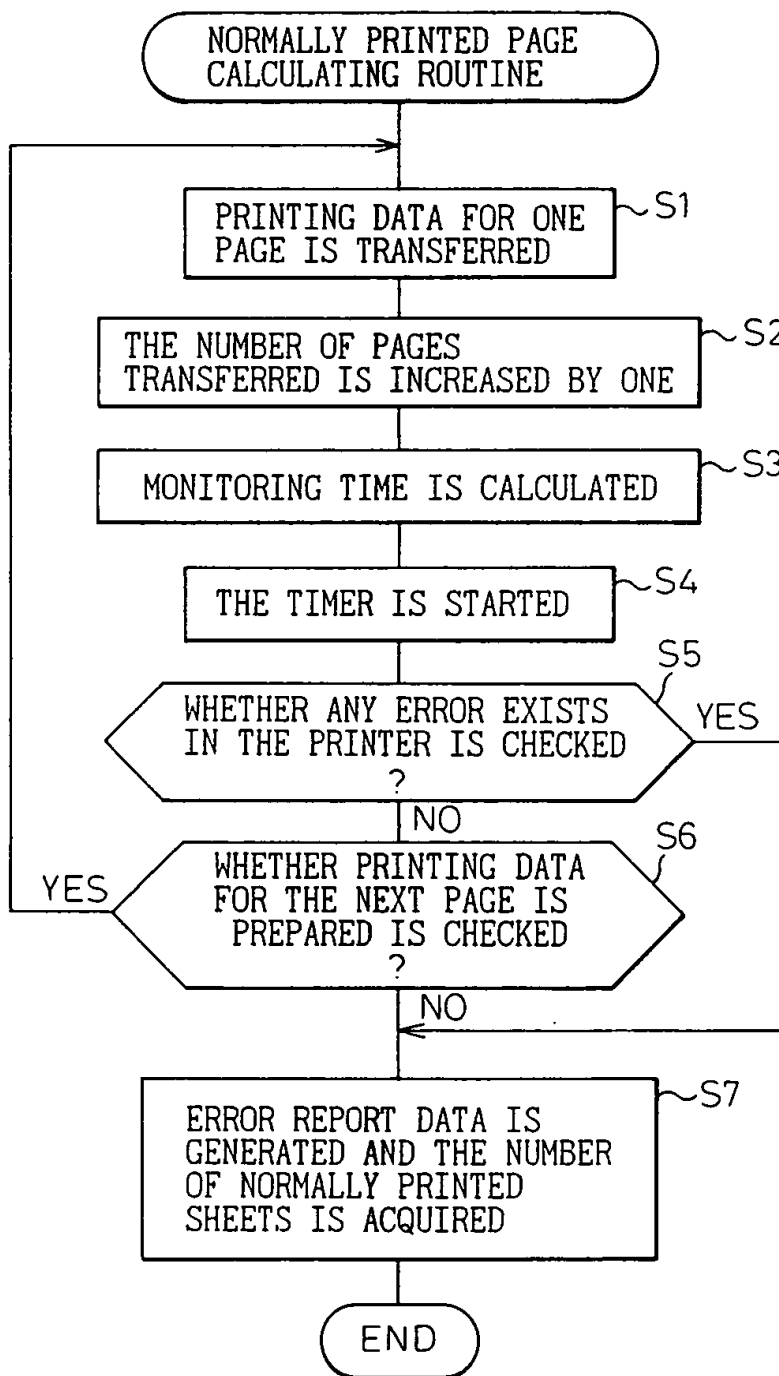 NORMALLY PRINTED PAGE
CALCULATING ROUTINE
PRINTING DATA FOR ONE
PAGE IS TRANSFERRED
S1
THE NUMBER OF PAGES
TRANSFERRED IS INCREASED BY ONE
S2
MONITORING TIME IS CALCULATED
S3
THE TIMER IS STARTED
S4
WHETHER ANY ERROR EXISTS
IN THE PRINTER IS CHECKED
?
S5
YES
NO
WHETHER PRINTING DATA
FOR THE NEXT PAGE IS
PREPARED IS CHECKED
?
S6
YES
NO
ERROR REPORT DATA IS
GENERATED AND THE NUMBER
OF NORMALLY PRINTED
SHEETS IS ACQUIRED
S7
END